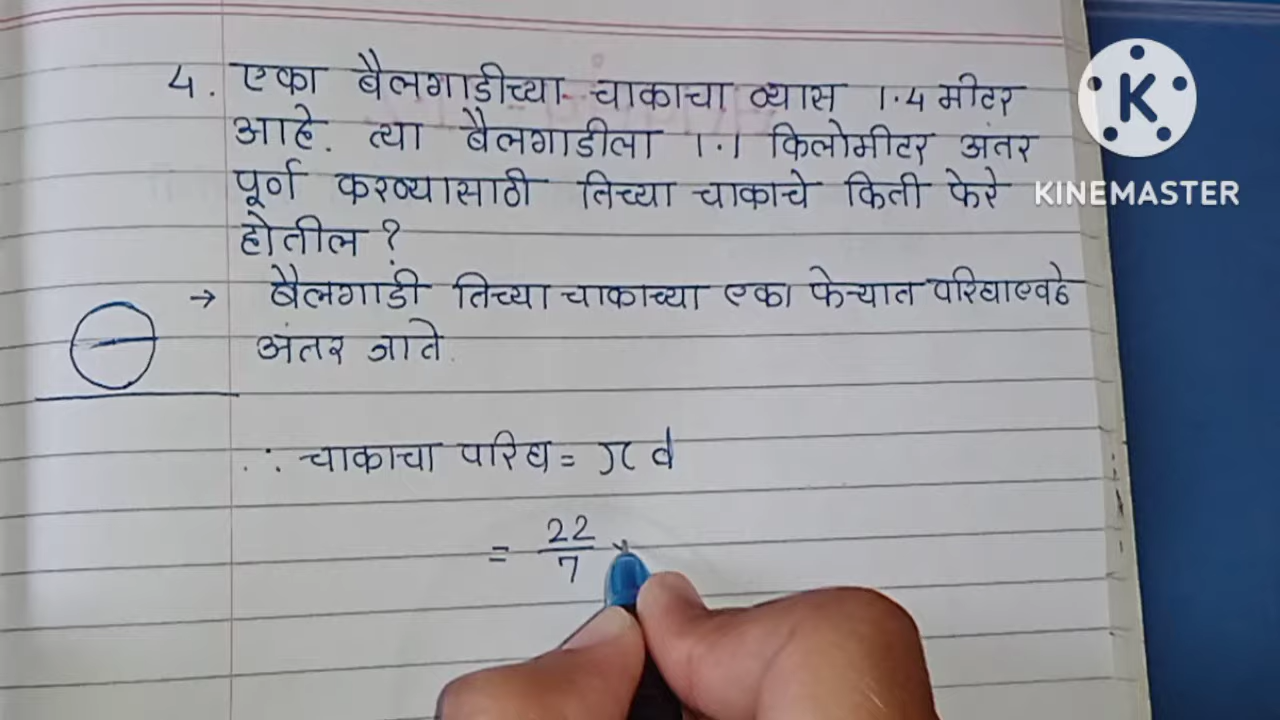 4. एका बैलगाडीच्या चाकाचा व्यास 1.4 मीटर
आहे. त्या बैलगाडीला 1.1 किलोमीटर अंतर
पूर्ण करण्यासाठी तिच्या चाकाचे किती फेरे
होतील ?
→ बैलगाडी तिच्या चाकाच्या एका फेऱ्यात परिघाएवढे
अंतर जाते.
∴ चाकाचा परिघ = π d
= 22/7 ×
K
KINEMASTER